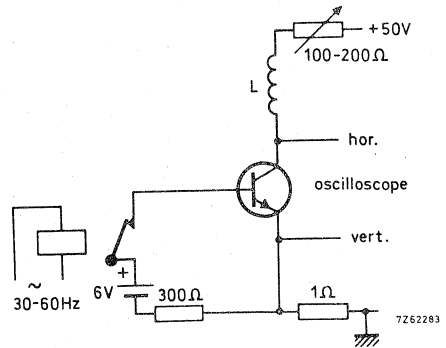 +50V
100-200Ω
L
hor.
oscilloscope
vert.
+
6V
300Ω
1Ω
~
30-60Hz
7Z62283